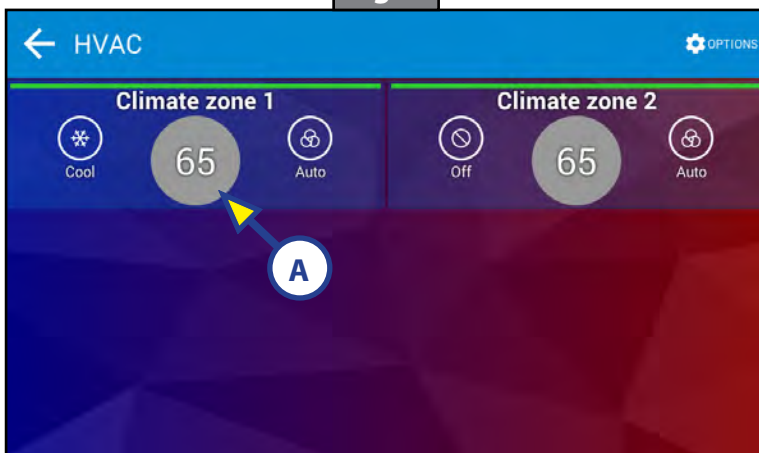 HVAC
OPTIONS
Climate zone 1
Climate zone 2
Cool
65
Auto
Off
65
Auto
A